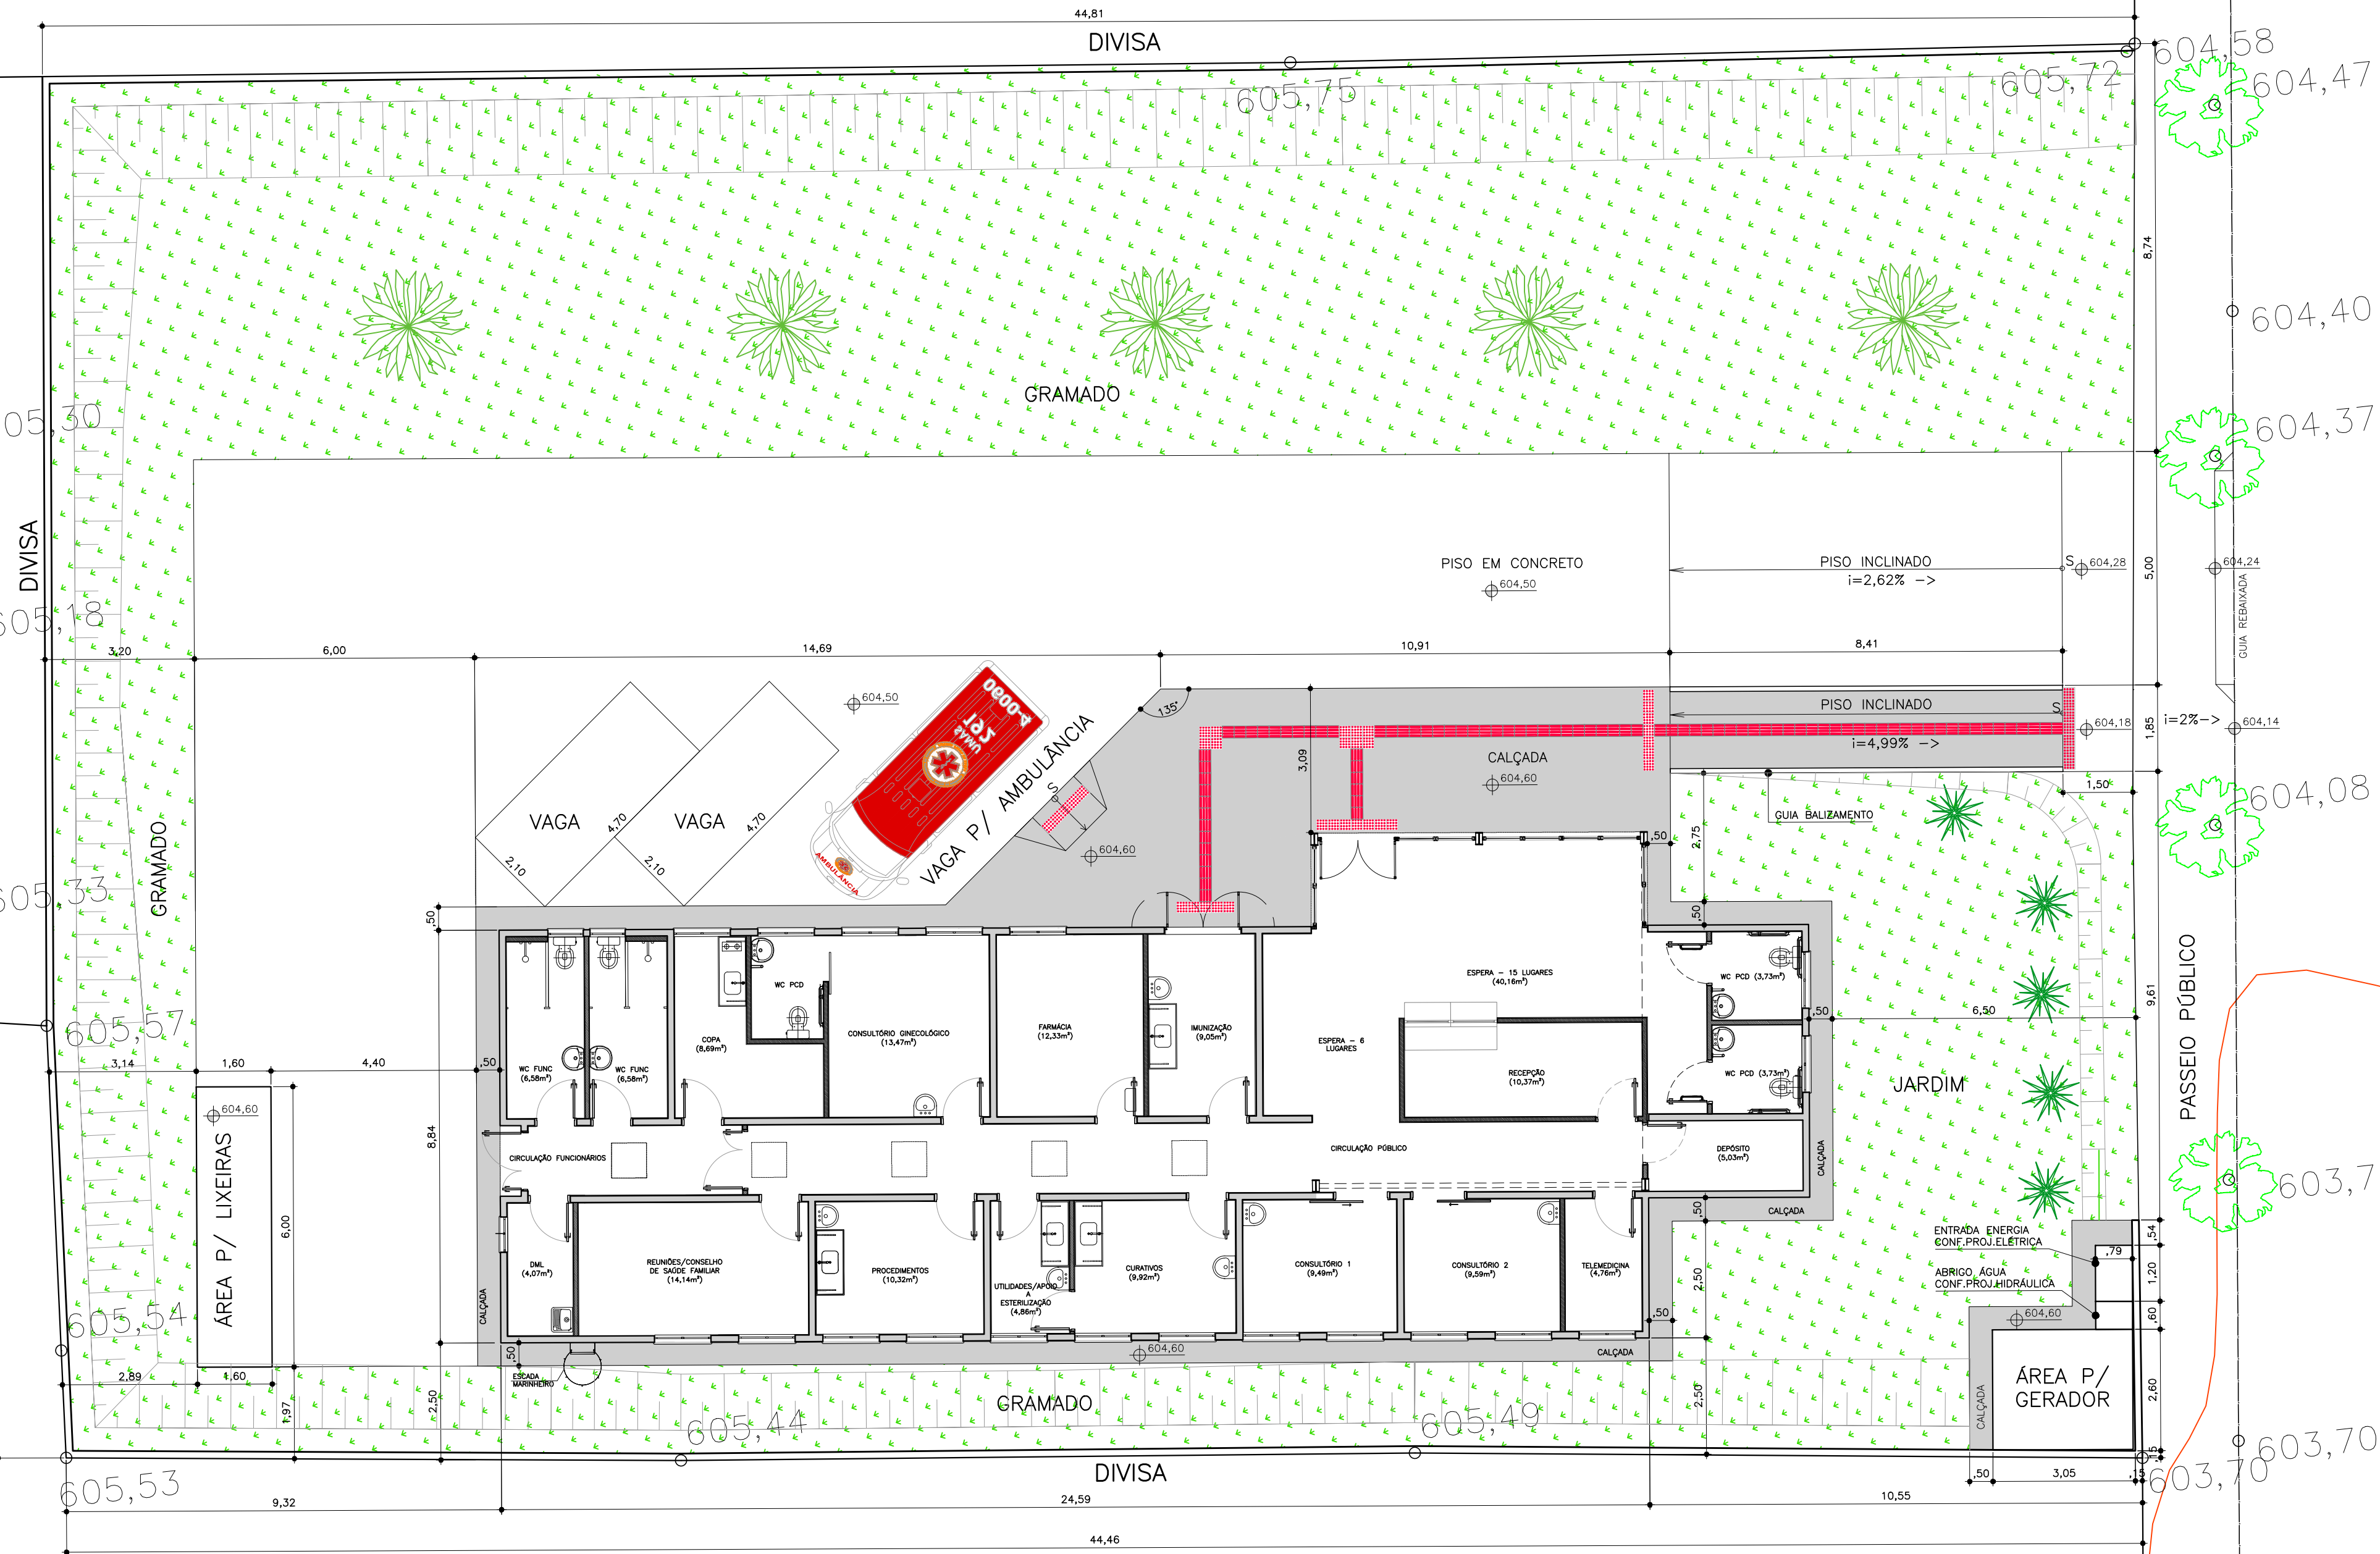 44,81
DIVISA
604,58
604,47
605,75
605,72
8,74
604,40
GRAMADO
05,30
604,37
DIVISA
PISO EM CONCRETO
604,50
PISO INCLINADO
i=2,62% ->
S
604,28
5,00
604,24
GUIA REBAIXADA
605,18
3,20
6,00
14,69
10,91
8,41
604,50
135°
PISO INCLINADO
S
i=4,99% ->
604,18
1,85
i=2%->
604,14
3,09
CALÇADA
604,60
1,50
604,08
VAGA
4,70
2,10
VAGA
4,70
2,10
4-0090
192
SAMU
AMBULÂNCIA
VAGA P/ AMBULÂNCIA
S
604,60
GUIA BALIZAMENTO
,50
2,75
,50
GRAMADO
605,33
,50
PASSEIO PÚBLICO
ESPERA - 15 LUGARES
(40,16m²)
WC PCD (3,73m²)
WC PCD
9,61
,50
6,50
605,57
COPA
(8,69m²)
CONSULTÓRIO GINECOLÓGICO
(13,47m²)
FARMÁCIA
(12,33m²)
IMUNIZAÇÃO
(9,05m²)
ESPERA - 6
LUGARES
3,14
1,60
4,40
,50
WC FUNC
(6,58m²)
WC FUNC
(6,58m²)
RECEPÇÃO
(10,37m²)
WC PCD (3,73m²)
JARDIM
604,60
8,84
ÁREA P/ LIXEIRAS
6,00
CIRCULAÇÃO FUNCIONÁRIOS
CIRCULAÇÃO PÚBLICO
DEPÓSITO
(5,03m²)
CALÇADA
603,7
,50
CALÇADA
ENTRADA ENERGIA
CONF.PROJ.ELÉTRICA
,54
,79
DML
(4,07m²)
REUNIÕES/CONSELHO
DE SAÚDE FAMILIAR
(14,14m²)
PROCEDIMENTOS
(10,32m²)
UTILIDADES/APOIO
A
ESTERILIZAÇÃO
(4,86m²)
CURATIVOS
(9,92m²)
CONSULTÓRIO 1
(9,49m²)
CONSULTÓRIO 2
(9,59m²)
TELEMEDICINA
(4,76m²)
2,50
ABRIGO ÁGUA
CONF.PROJ.HIDRÁULICA
1,20
CALÇADA
605,54
,50
604,60
,60
,50
604,60
CALÇADA
2,89
1,60
ESCADA
MARINHEIRO
ÁREA P/
GERADOR
2,60
1,97
2,50
GRAMADO
2,50
CALÇADA
605,44
605,49
603,70
,15
605,53
DIVISA
,50
3,05
,15
603,70
9,32
24,59
10,55
44,46